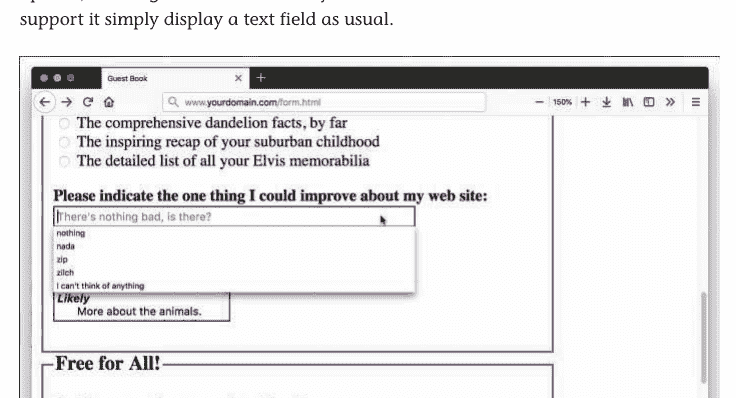 support it simply display a text field as usual.
Guest Book
www.yourdomain.com/form.html
150%
The comprehensive dandelion facts, by far
The inspiring recap of your suburban childhood
The detailed list of all your Elvis memorabilia
Please indicate the one thing I could improve about my web site:
There's nothing bad, is there?
nothing
nada
zip
zilch
I can't think of anything
Likely
More about the animals.
Free for All!